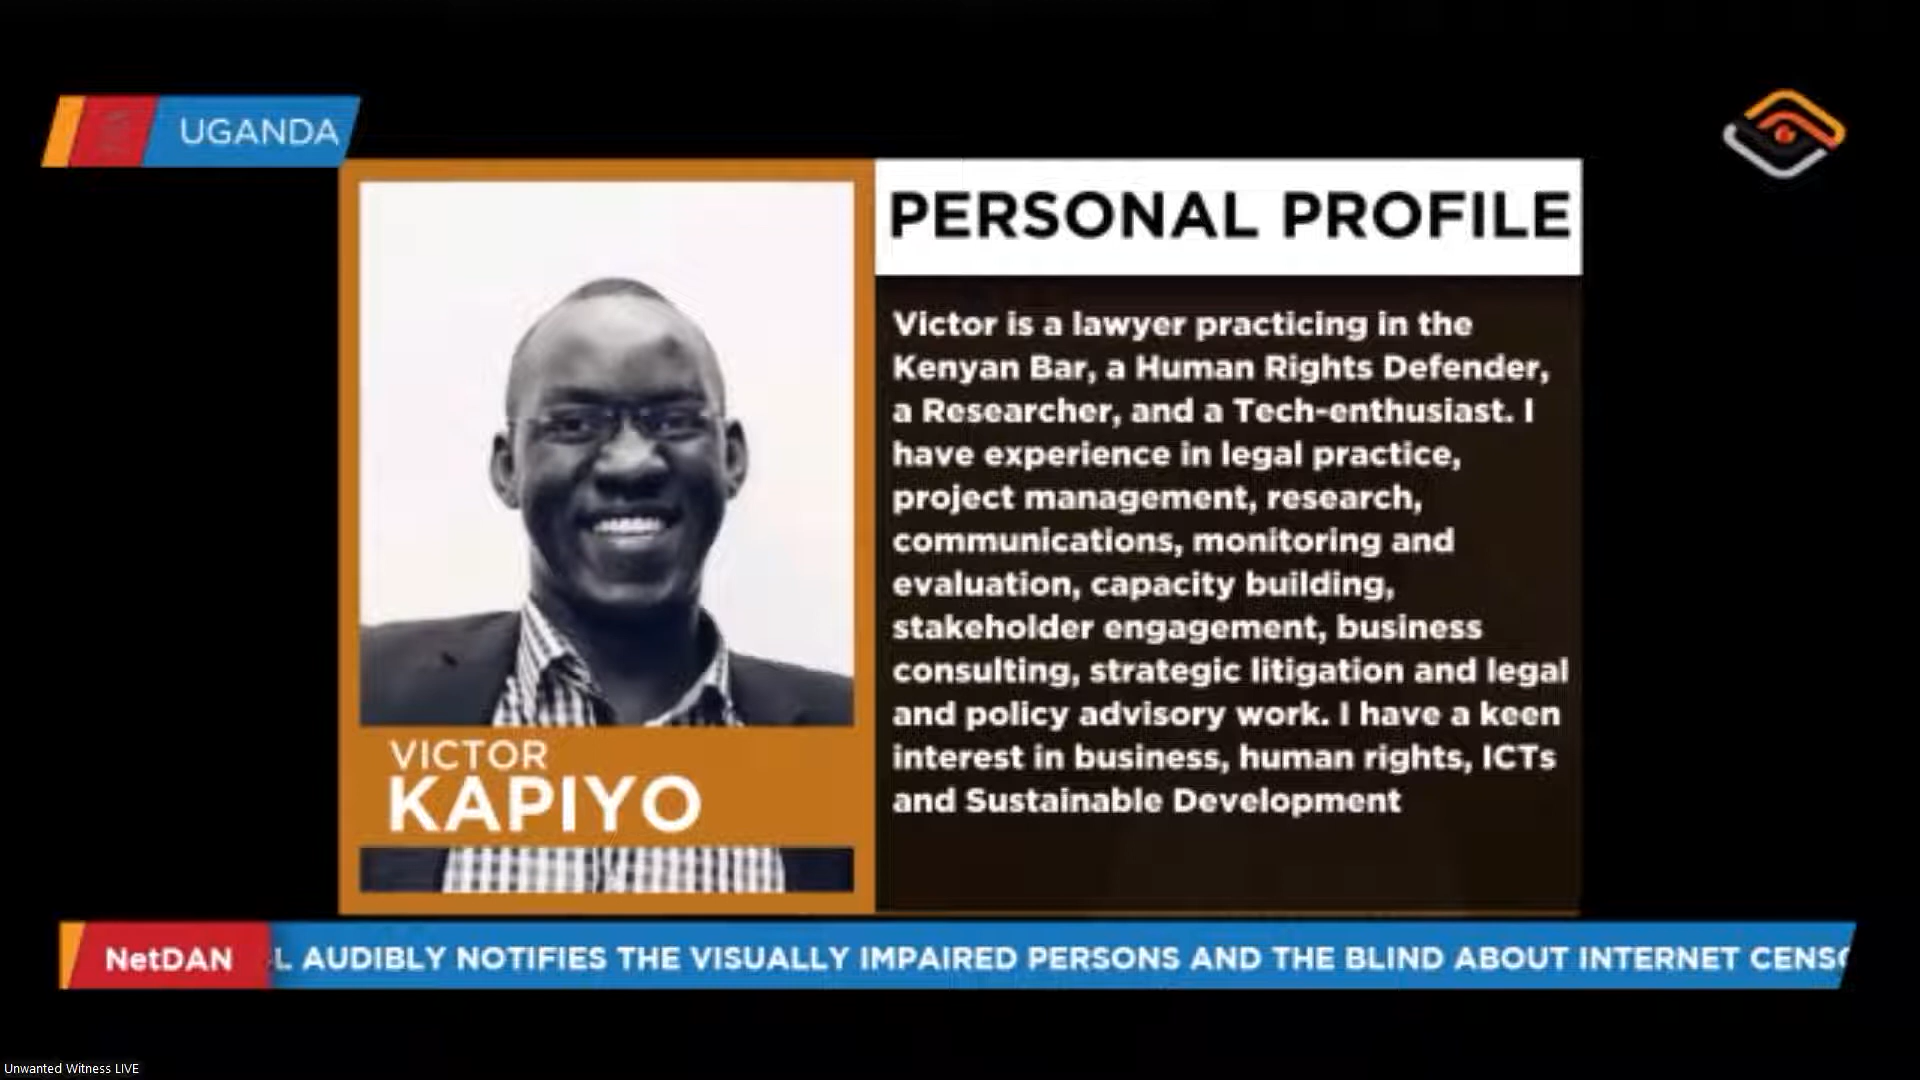 UGANDA
PERSONAL PROFILE
Victor is a lawyer practicing in the
Kenyan Bar, a Human Rights Defender,
a Researcher, and a Tech-enthusiast. I
have experience in legal practice,
project management, research,
communications, monitoring and
evaluation, capacity building,
stakeholder engagement, business
consulting, strategic litigation and legal
and policy advisory work. I have a keen
interest in business, human rights, ICTs
and Sustainable Development
VICTOR
KAPIYO
NetDAN
L AUDIBLY NOTIFIES THE VISUALLY IMPAIRED PERSONS AND THE BLIND ABOUT INTERNET CENS
Unwanted Witness LIVE